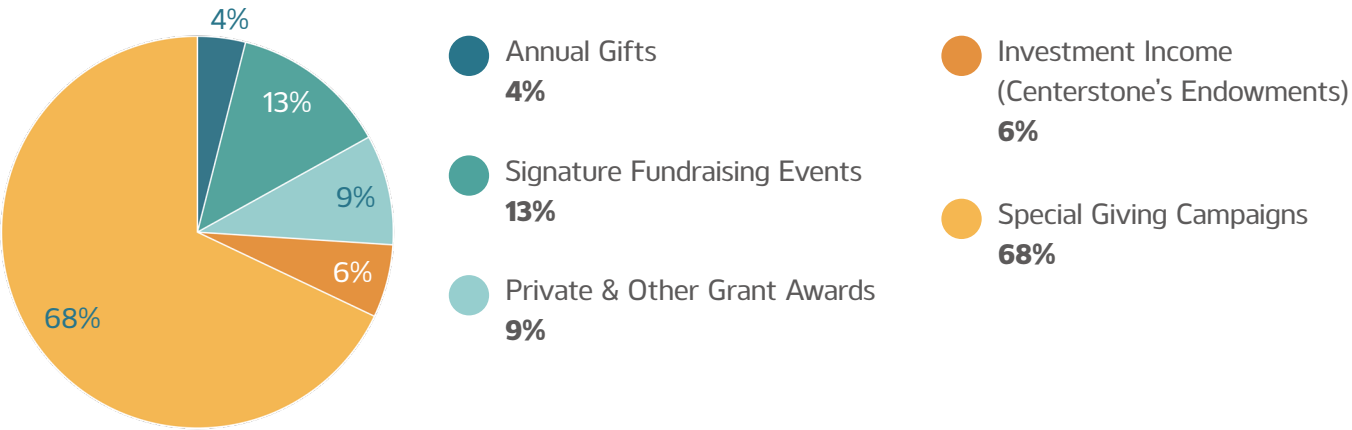 4%
13%
9%
6%
68%
Annual Gifts
4%
Signature Fundraising Events
13%
Private & Other Grant Awards
9%
Investment Income
(Centerstone's Endowments)
6%
Special Giving Campaigns
68%